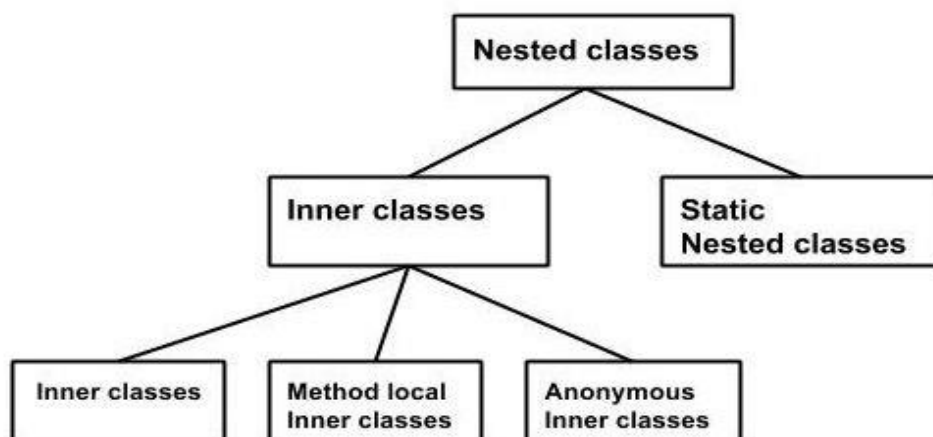 Nested classes
Inner classes
Static
Nested classes
Inner classes
Method local
Inner classes
Anonymous
Inner classes